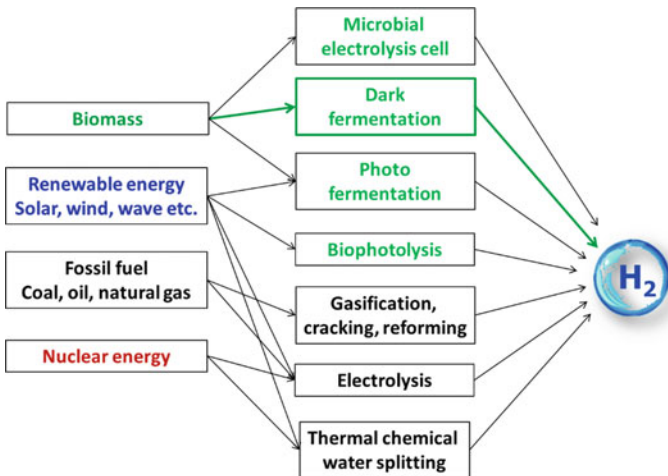 Microbial
electrolysis cell
Biomass
Dark
fermentation
Renewable energy
Solar, wind, wave etc.
Photo
fermentation
Fossil fuel
Coal, oil, natural gas
Biophotolysis
H₂
Gasification,
cracking, reforming
Nuclear energy
Electrolysis
Thermal chemical
water splitting